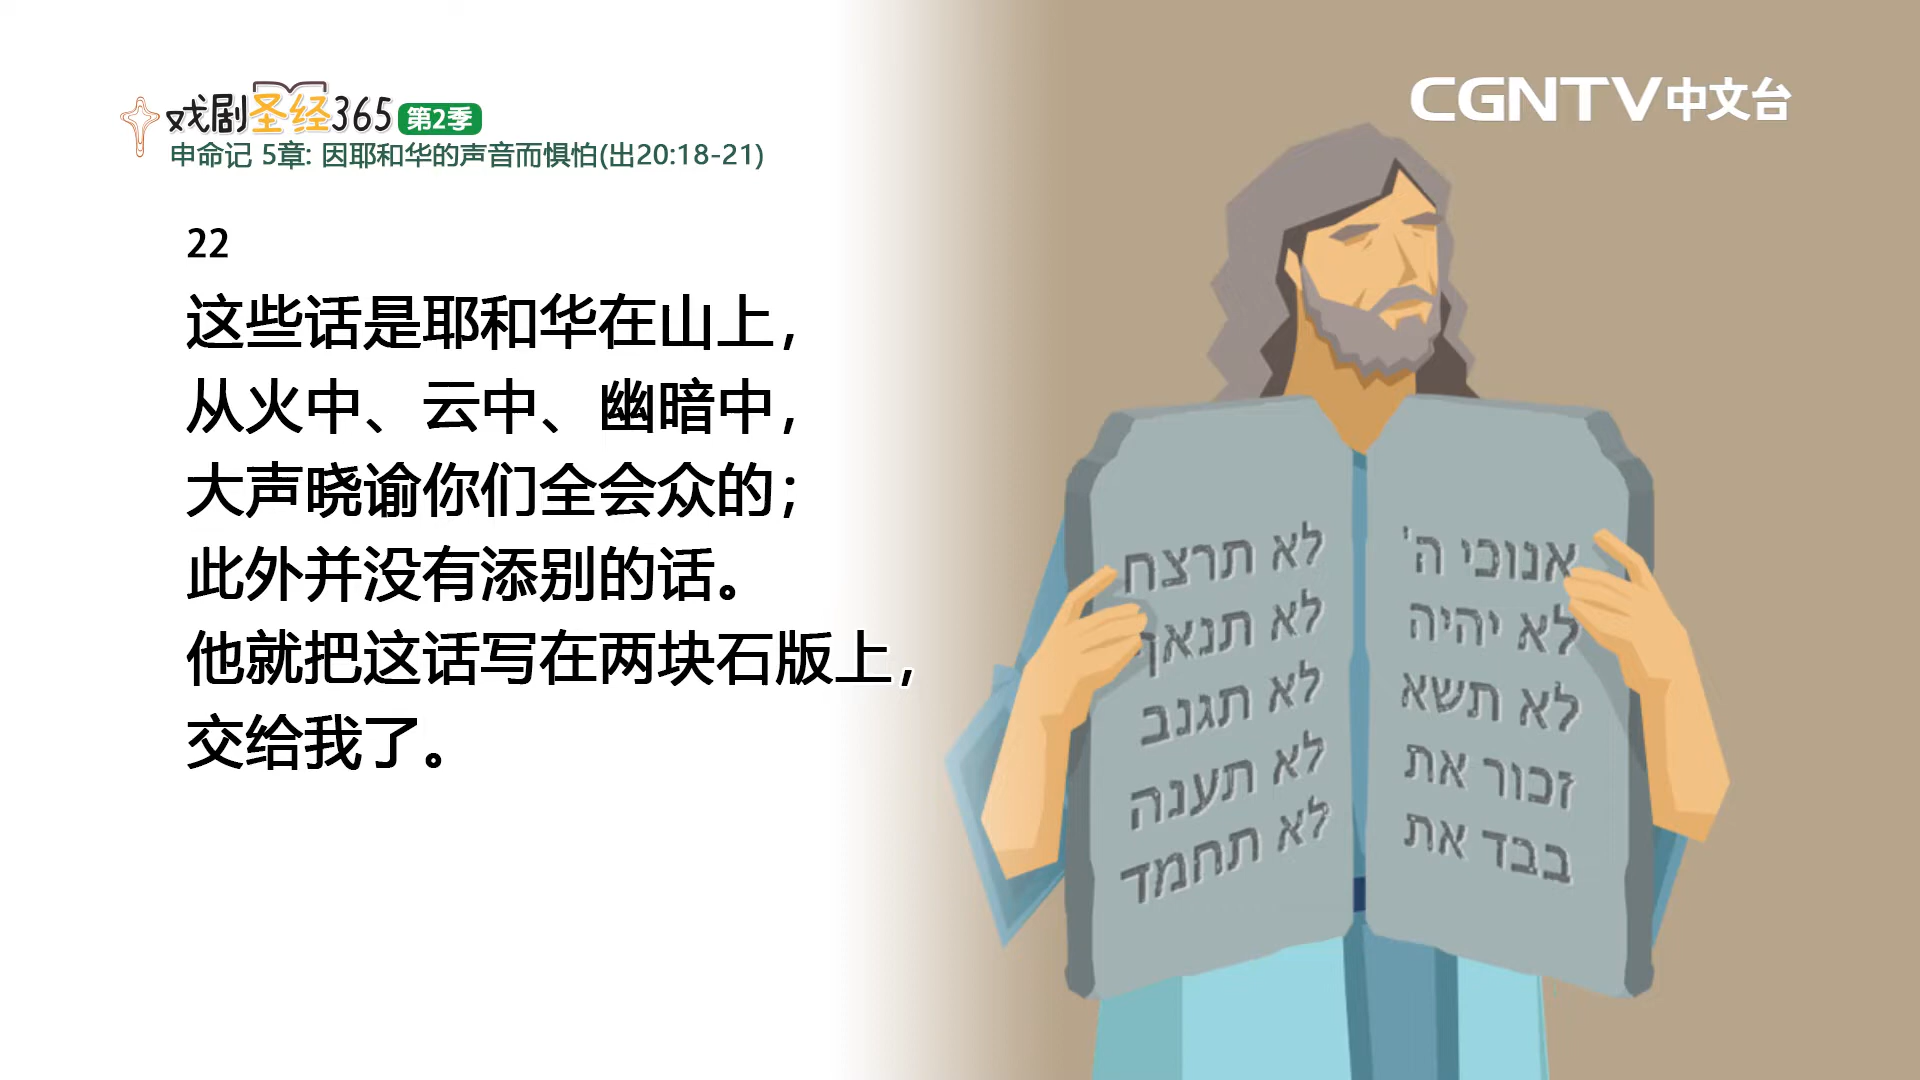 戏剧圣经365 第2季
申命记 5章: 因耶和华的声音而惧怕(出20:18-21)
CGNTV中文台
22
这些话是耶和华在山上，
从火中、云中、幽暗中，
大声晓谕你们全会众的；
此外并没有添别的话。
他就把这话写在两块石版上，
交给我了。
אנוכי ה'
לא יהיה
לא תשא
זכור את
בבד את
לא תרצח
לא תנאף
לא תגנב
לא תענה
לא תחמד